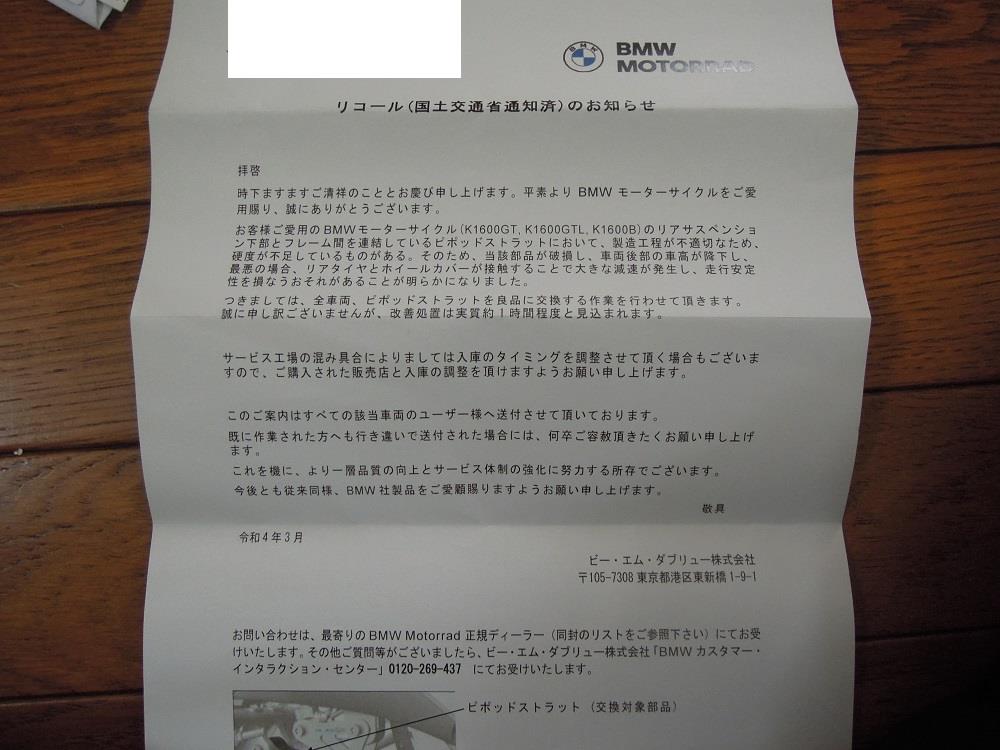 BMW
BMW
MOTORRAD
リコール(国土交通省通知済)のお知らせ
拝啓
時下ますますご清祥のこととお慶び申し上げます。平素より BMW モーターサイクルをご愛
用賜り、誠にありがとうございます。
お客様ご愛用のBMWモーターサイクル(K1600GT, K1600GTL, K1600B)のリアサスペンショ
ン下部とフレーム間を連結しているピボッドストラットにおいて、製造工程が不適切なため、
硬度が不足しているものがある。そのため、当該部品が破損し、車両後部の車高が降下し、
最悪の場合、リアタイヤとホイールカバーが接触することで大きな減速が発生し、走行安定
性を損なうおそれがあることが明らかになりました。
つきましては、全車両、ピボッドストラットを良品に交換する作業を行わせて頂きます。
誠に申し訳ございませんが、改善処置は実質約1時間程度と見込まれます。
サービス工場の混み具合によりましては入庫のタイミングを調整させて頂く場合もございま
すので、ご購入された販売店と入庫の調整を頂けますようお願い申し上げます。
このご案内はすべての該当車両のユーザー様へ送付させて頂いております。
既に作業された方へも行き違いで送付された場合には、何卒ご容赦頂きたくお願い申し上げ
ます。
これを機に、より一層品質の向上とサービス体制の強化に努力する所存でございます。
今後とも従来同様、BMW 社製品をご愛顧賜りますようお願い申し上げます。
敬具
令和4年3月
ビー・エム・ダブリュー株式会社
〒105-7308 東京都港区東新橋 1-9-1
お問い合わせは、最寄りの BMW Motorrad 正規ディーラー (同封のリストをご参照下さい) にてお受
けいたします。その他ご質問等がございましたら、ビー・エム・ダブリュー株式会社「BMW カスタマー・
インタラクション・センター」0120-269-437 にてお受けいたします。
ピボッドストラット (交換対象部品)